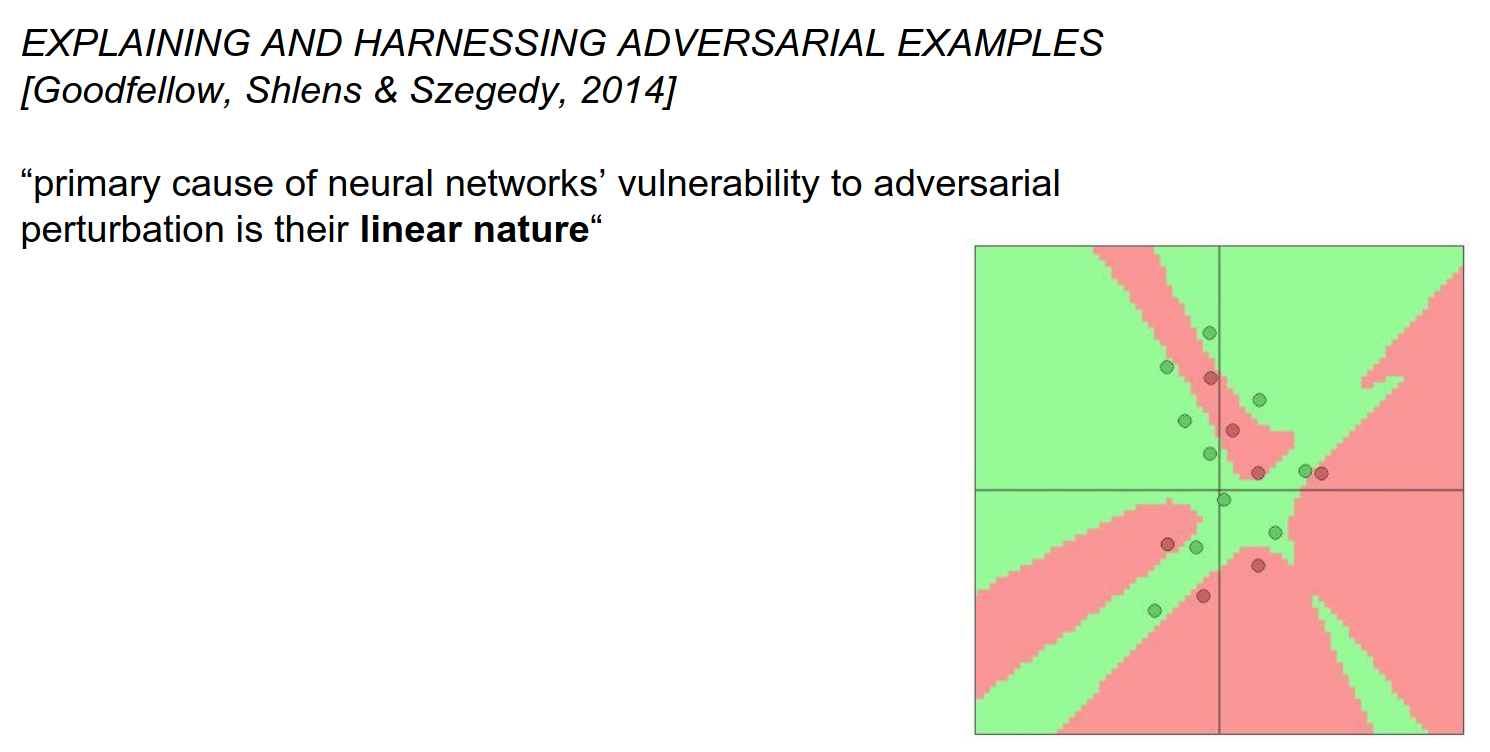 EXPLAINING AND HARNESSING ADVERSARIAL EXAMPLES
[Goodfellow, Shlens & Szegedy, 2014]
“primary cause of neural networks’ vulnerability to adversarial
perturbation is their linear nature“